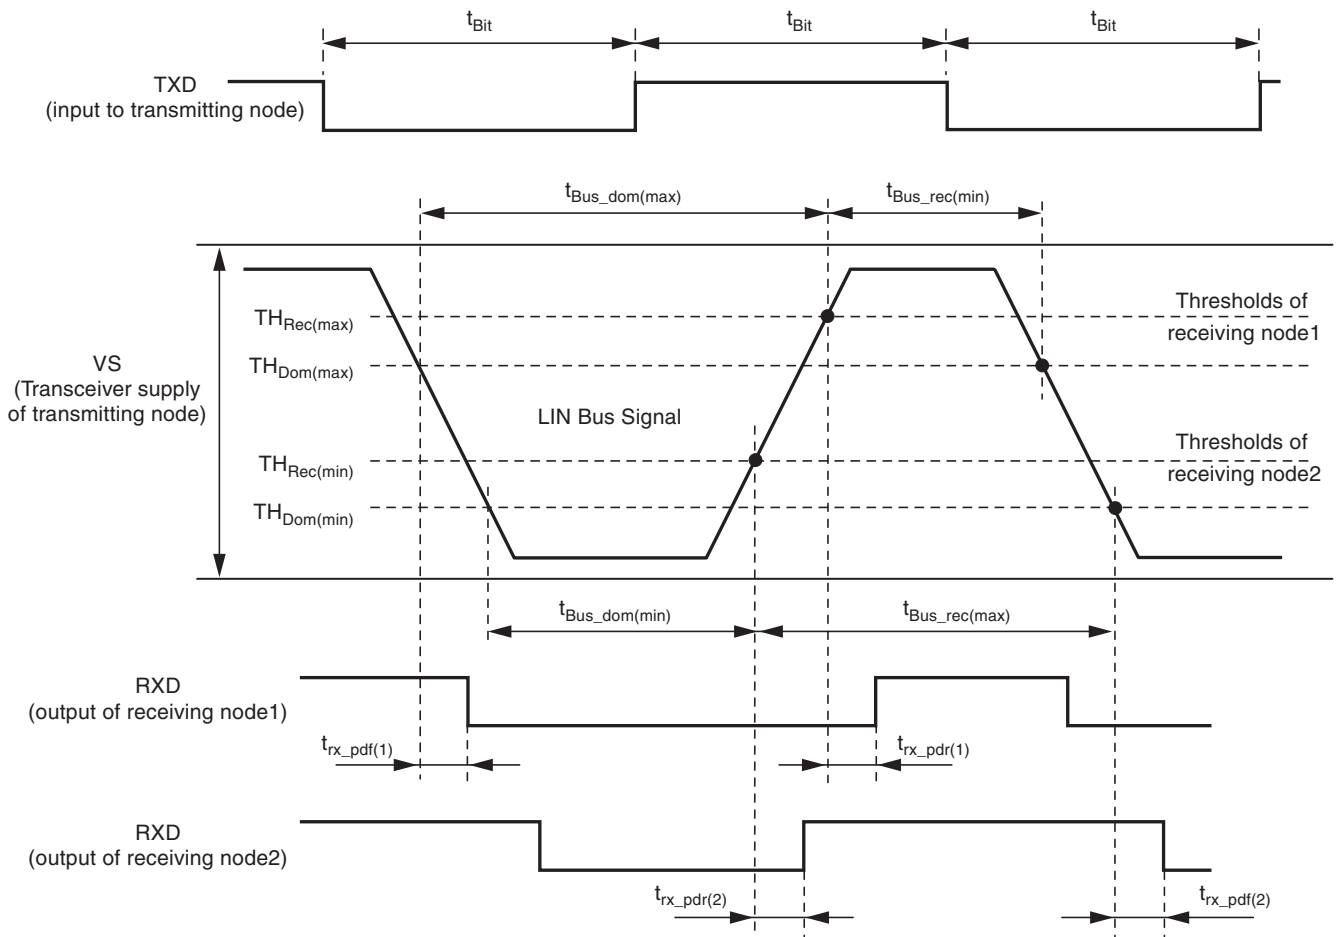 tBit
tBit
tBit
TXD
(input to transmitting node)
tBus_dom(max)
tBus_rec(min)
THRec(max)
Thresholds of
receiving node1
VS
(Transceiver supply
of transmitting node)
THDom(max)
LIN Bus Signal
THRec(min)
Thresholds of
receiving node2
THDom(min)
tBus_dom(min)
tBus_rec(max)
RXD
(output of receiving node1)
trx_pdf(1)
trx_pdr(1)
RXD
(output of receiving node2)
trx_pdr(2)
trx_pdf(2)